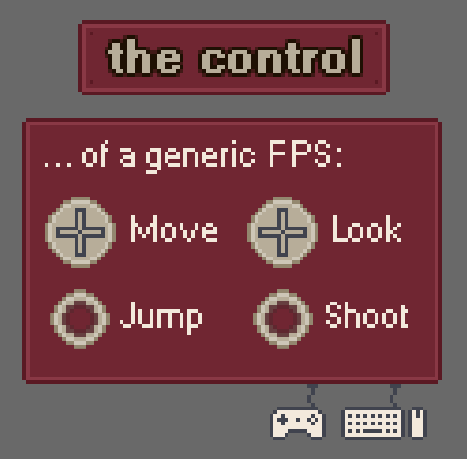 the control
... of a generic FPS:
Move Look
Jump Shoot